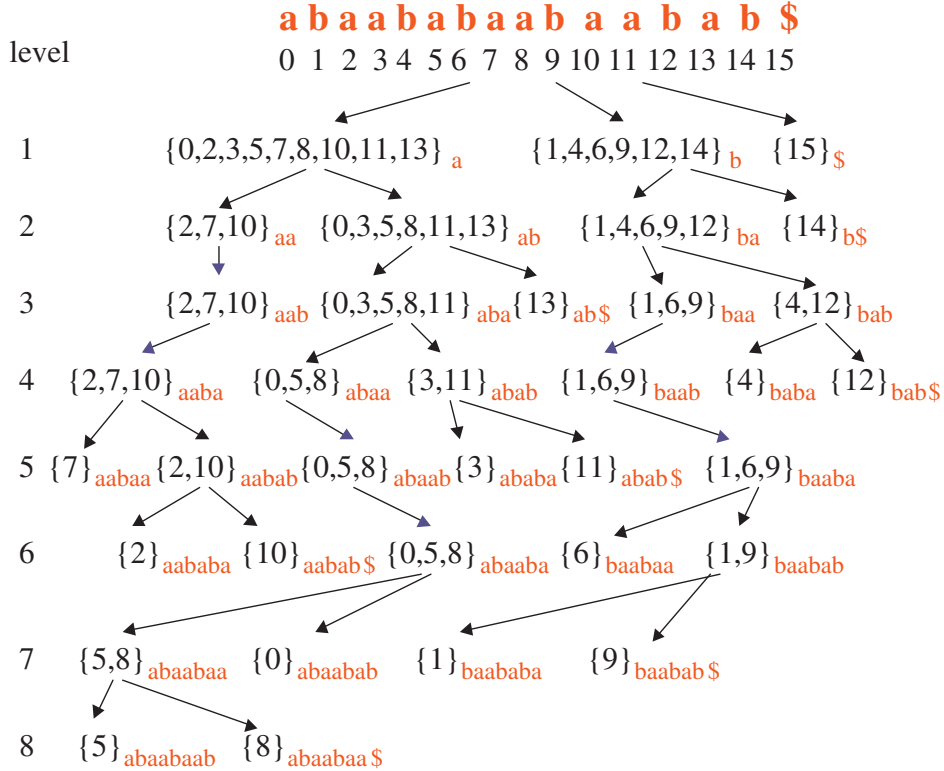 a b a a b a b a a b a a b a b $
level
0 1 2 3 4 5 6 7 8 9 10 11 12 13 14 15
1 {0,2,3,5,7,8,10,11,13} a {1,4,6,9,12,14} b {15} $
2 {2,7,10} aa {0,3,5,8,11,13} ab {1,4,6,9,12} ba {14} b$
3 {2,7,10} aab {0,3,5,8,11} aba {13} ab$ {1,6,9} baa {4,12} bab
4 {2,7,10} aaba {0,5,8} abaa {3,11} abab {1,6,9} baab {4} baba {12} bab$
5 {7} aabaa {2,10} aabab {0,5,8} abaab {3} ababa {11} abab$ {1,6,9} baaba
6 {2} aababa {10} aabab$ {0,5,8} abaaba {6} baabaa {1,9} baabab
7 {5,8} abaabaa {0} abaabab {1} baababa {9} baabab$
8 {5} abaabaab {8} abaabaa$